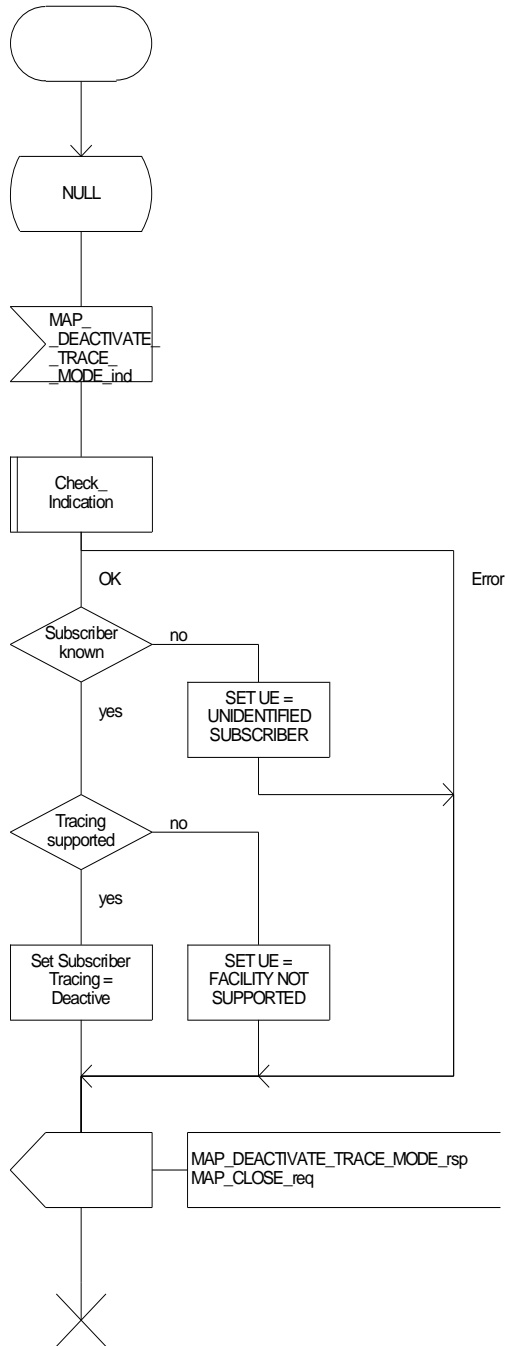 NULL
MAP_
_DEACTIVATE_
_TRACE_
_MODE_ind
Check_
Indication
OK
Error
Subscriber
known
no
SET UE =
UNIDENTIFIED
SUBSCRIBER
yes
Tracing
supported
no
yes
Set Subscriber
Tracing =
Deactive
SET UE =
FACILITY NOT
SUPPORTED
MAP_DEACTIVATE_TRACE_MODE_rsp
MAP_CLOSE_req